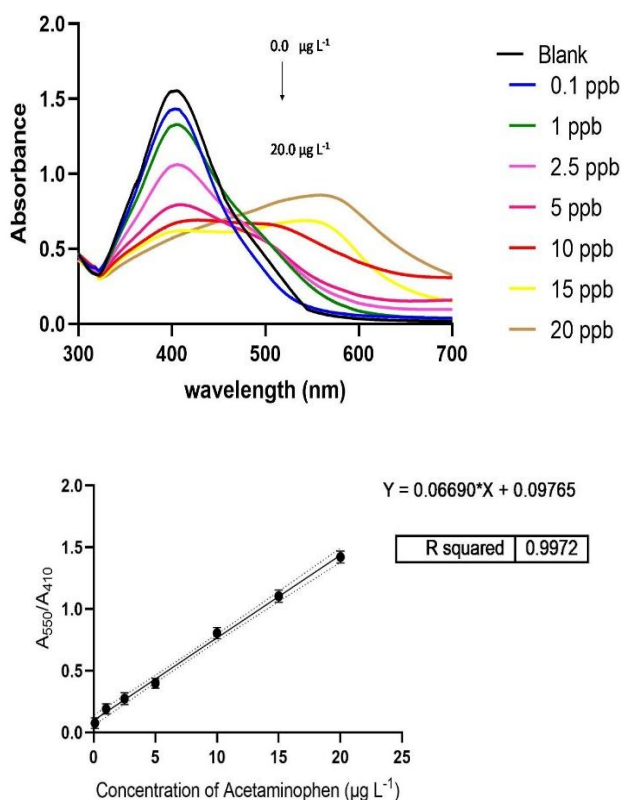 2.0
1.5
1.0
0.5
0.0
Absorbance
300 400 500 600 700
wavelength (nm)
0.0 µg L⁻¹
20.0 µg L⁻¹
Blank
0.1 ppb
1 ppb
2.5 ppb
5 ppb
10 ppb
15 ppb
20 ppb
Y = 0.06690*X + 0.09765
R squared 0.9972
2.0
1.5
1.0
0.5
0.0
A₅₅₀/A₄₁₀
0 5 10 15 20 25
Concentration of Acetaminophen (µg L⁻¹)